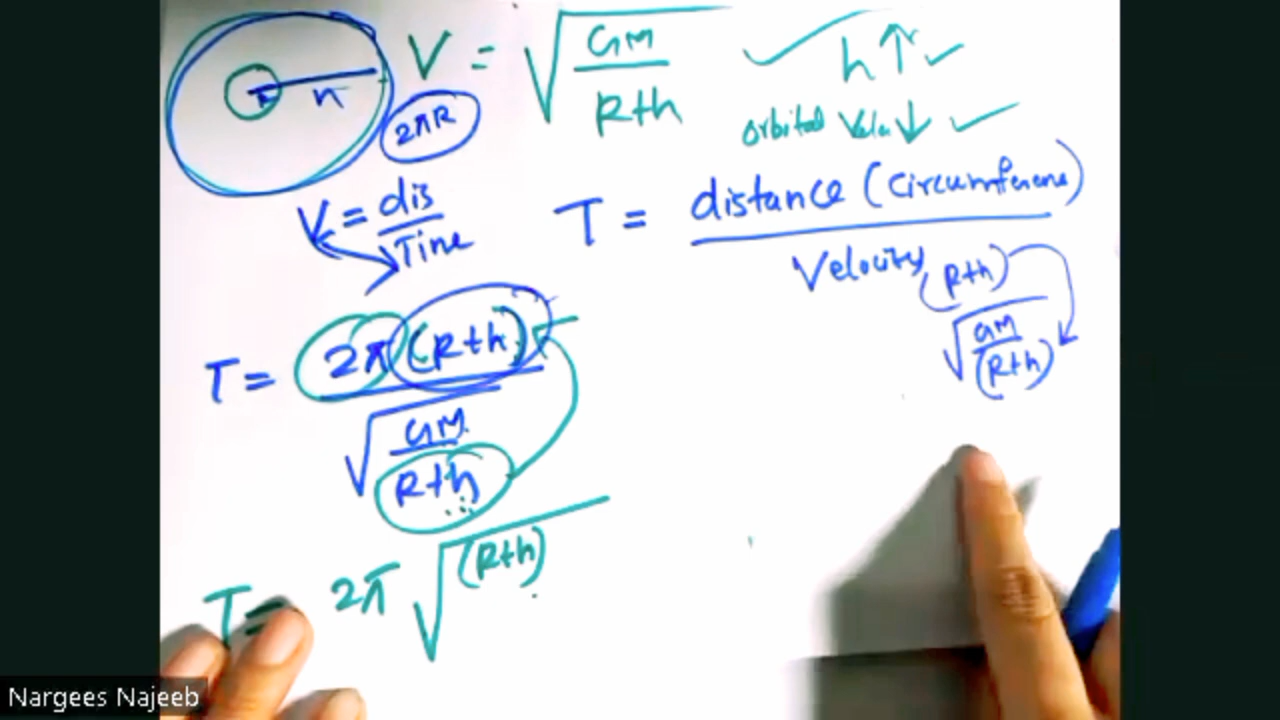 V = √(GM / R+h) h↑
2πR
orbital Velo ↓
V = dis / Time
T = distance (circumference) / Velocity
(R+h)
√(GM / (R+h))
T = 2π(R+h) / √(GM / R+h)
T = 2π √(R+h)
Nargees Najeeb